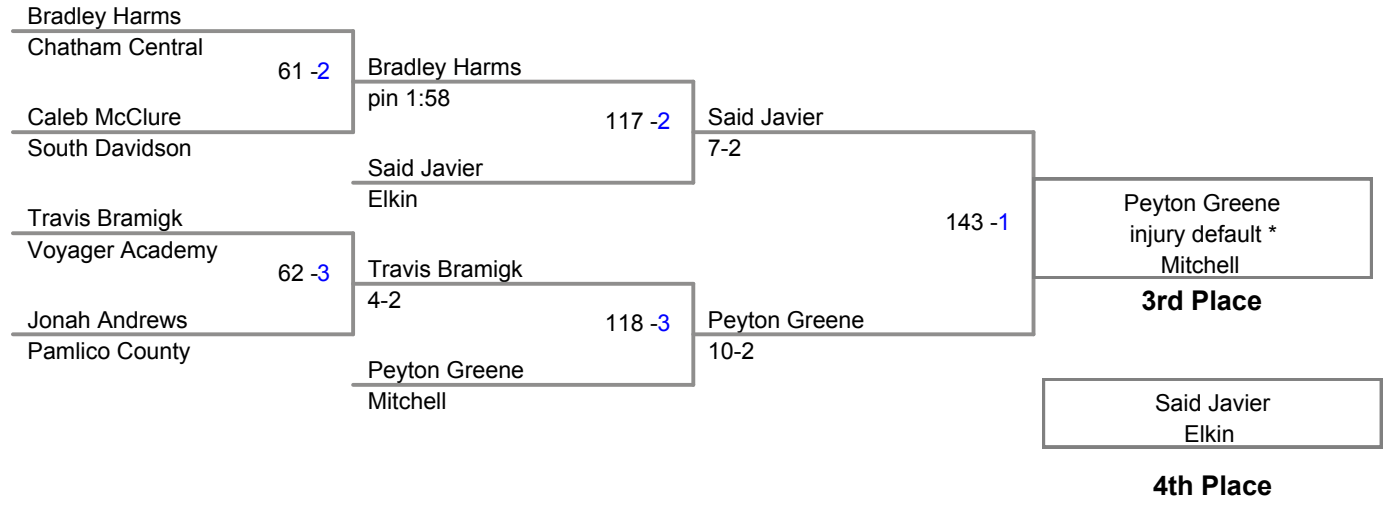 Bradley Harms
Chatham Central
61 -2
Caleb McClure
South Davidson
Travis Bramigk
Voyager Academy
62 -3
Jonah Andrews
Pamlico County
Bradley Harms
pin 1:58
117 -2
Said Javier
Elkin
Travis Bramigk
4-2
118 -3
Peyton Greene
Mitchell
Said Javier
7-2
143 -1
Peyton Greene
10-2
Peyton Greene
injury default *
Mitchell
3rd Place
Said Javier
Elkin
4th Place